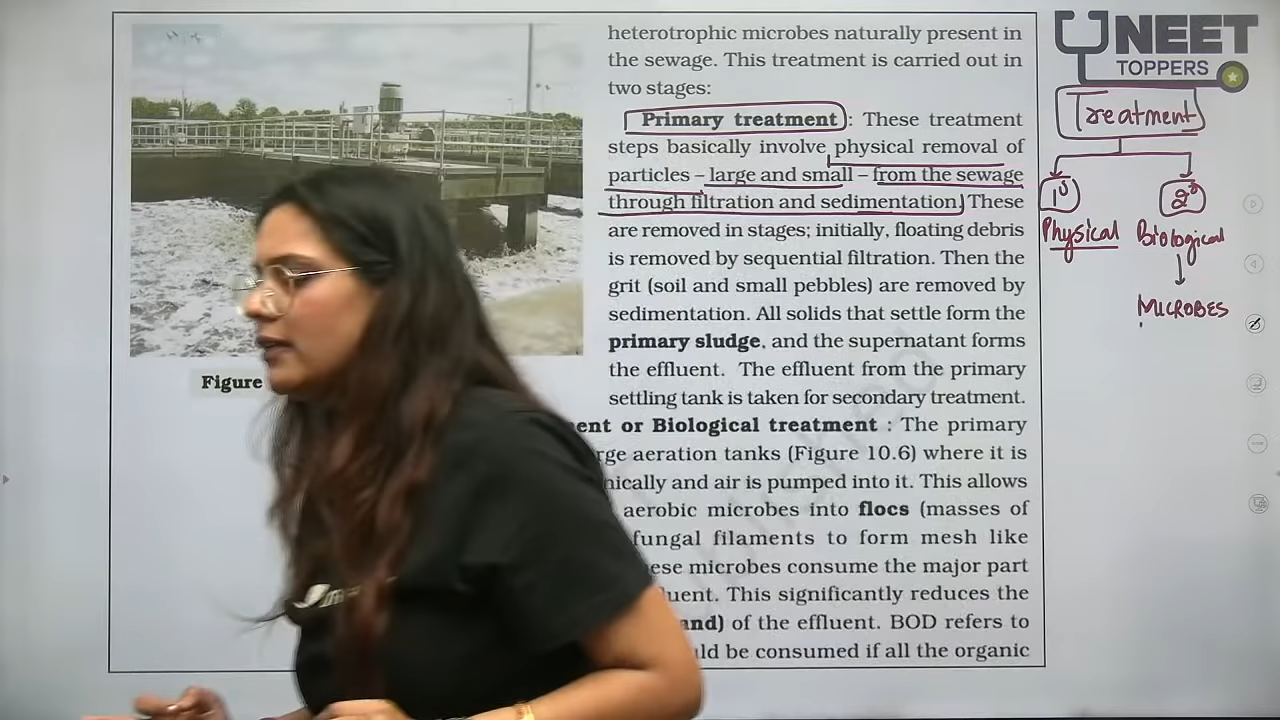 heterotrophic microbes naturally present in
the sewage. This treatment is carried out in
two stages:
Primary treatment : These treatment
steps basically involve physical removal of
particles – large and small – from the sewage
through filtration and sedimentation. These
are removed in stages; initially, floating debris
is removed by sequential filtration. Then the
grit (soil and small pebbles) are removed by
sedimentation. All solids that settle form the
primary sludge, and the supernatant forms
the effluent. The effluent from the primary
settling tank is taken for secondary treatment.
Figure
ent or Biological treatment : The primary
rge aeration tanks (Figure 10.6) where it is
nically and air is pumped into it. This allows
aerobic microbes into flocs (masses of
fungal filaments to form mesh like
ese microbes consume the major part
luent. This significantly reduces the
and) of the effluent. BOD refers to
uld be consumed if all the organic
NEET
TOPPERS
Treatment
1° 2°
Physical Biological
MICROBES